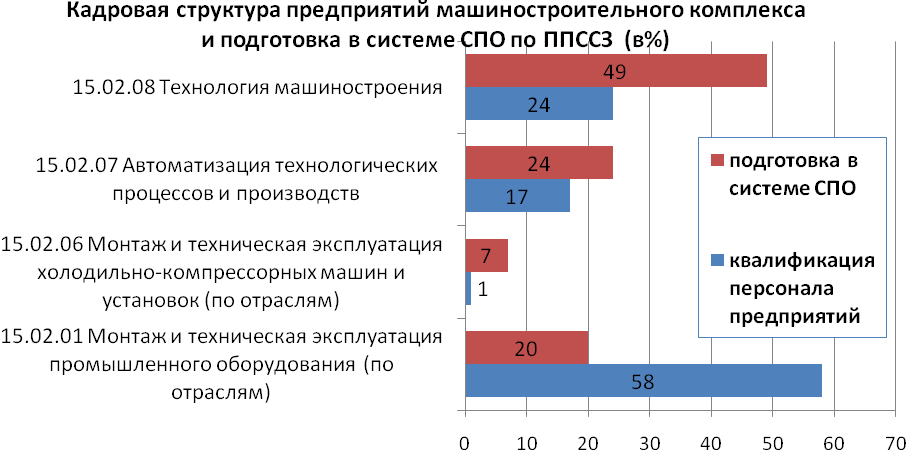 Кадровая структура предприятий машиностроительного комплекса
и подготовка в системе СПО по ППССЗ (в%)
15.02.08 Технология машиностроения
49
24
15.02.07 Автоматизация технологических
процессов и производств
24
17
15.02.06 Монтаж и техническая эксплуатация
холодильно-компрессорных машин и
установок (по отраслям)
7
1
15.02.01 Монтаж и техническая эксплуатация
промышленного оборудования (по
отраслям)
20
58
подготовка в
системе СПО
квалификация
персонала
предприятий
0 10 20 30 40 50 60 70